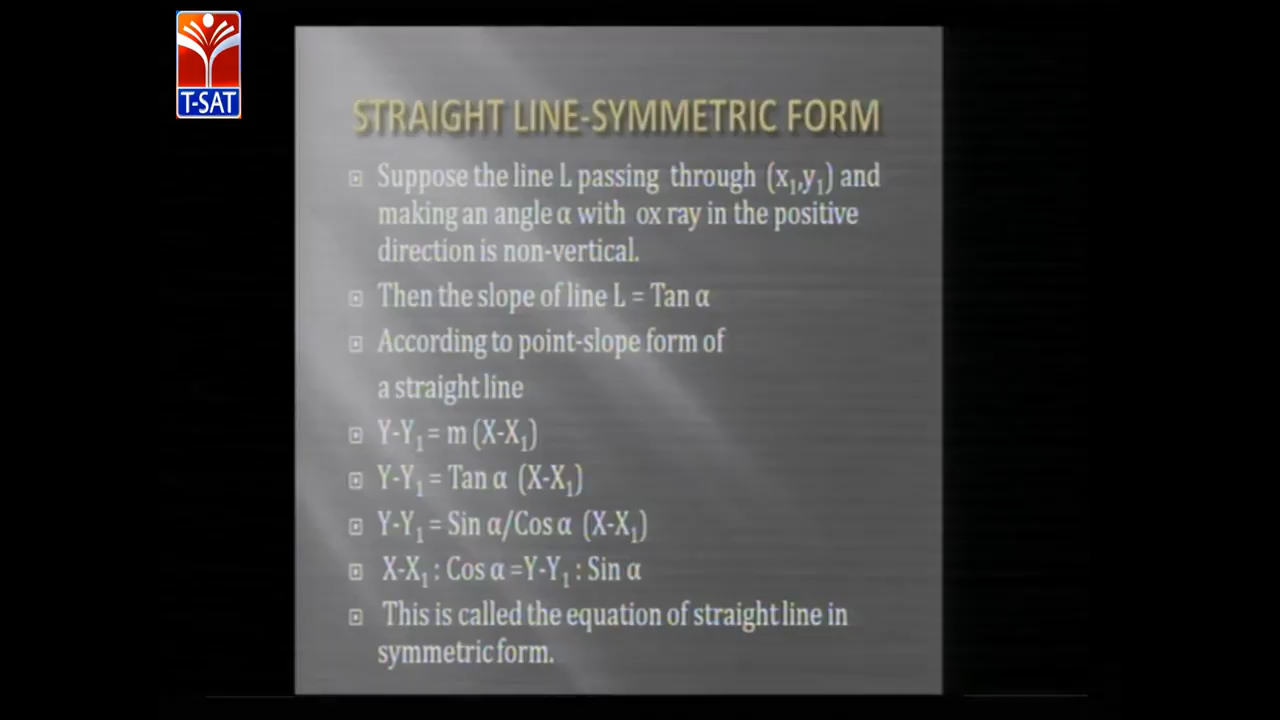 T-SAT
STRAIGHT LINE-SYMMETRIC FORM
Suppose the line L passing through (x₁,y₁) and
making an angle α with ox ray in the positive
direction is non-vertical.
Then the slope of line L = Tan α
According to point-slope form of
a straight line
Y-Y₁ = m (X-X₁)
Y-Y₁ = Tan α (X-X₁)
Y-Y₁ = Sin α/Cos α (X-X₁)
X-X₁ : Cos α =Y-Y₁ : Sin α
This is called the equation of straight line in
symmetric form.